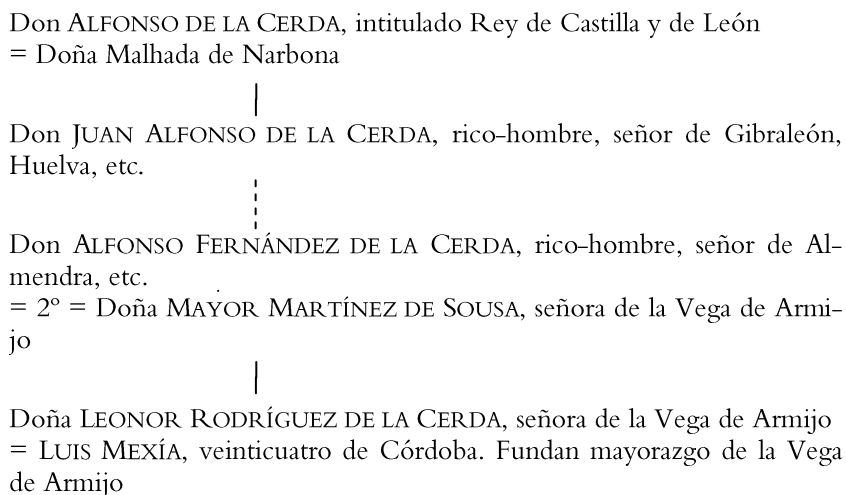 Don ALFONSO DE LA CERDA, intitulado Rey de Castilla y de León
= Doña Malhada de Narbona
Don JUAN ALFONSO DE LA CERDA, rico-hombre, señor de Gibraleón,
Huelva, etc.
Don ALFONSO FERNÁNDEZ DE LA CERDA, rico-hombre, señor de Al-
mendra, etc.
= 2º = Doña MAYOR MARTÍNEZ DE SOUSA, señora de la Vega de Armi-
jo
Doña LEONOR RODRÍGUEZ DE LA CERDA, señora de la Vega de Armijo
= LUIS MEXÍA, veinticuatro de Córdoba. Fundan mayorazgo de la Vega
de Armijo